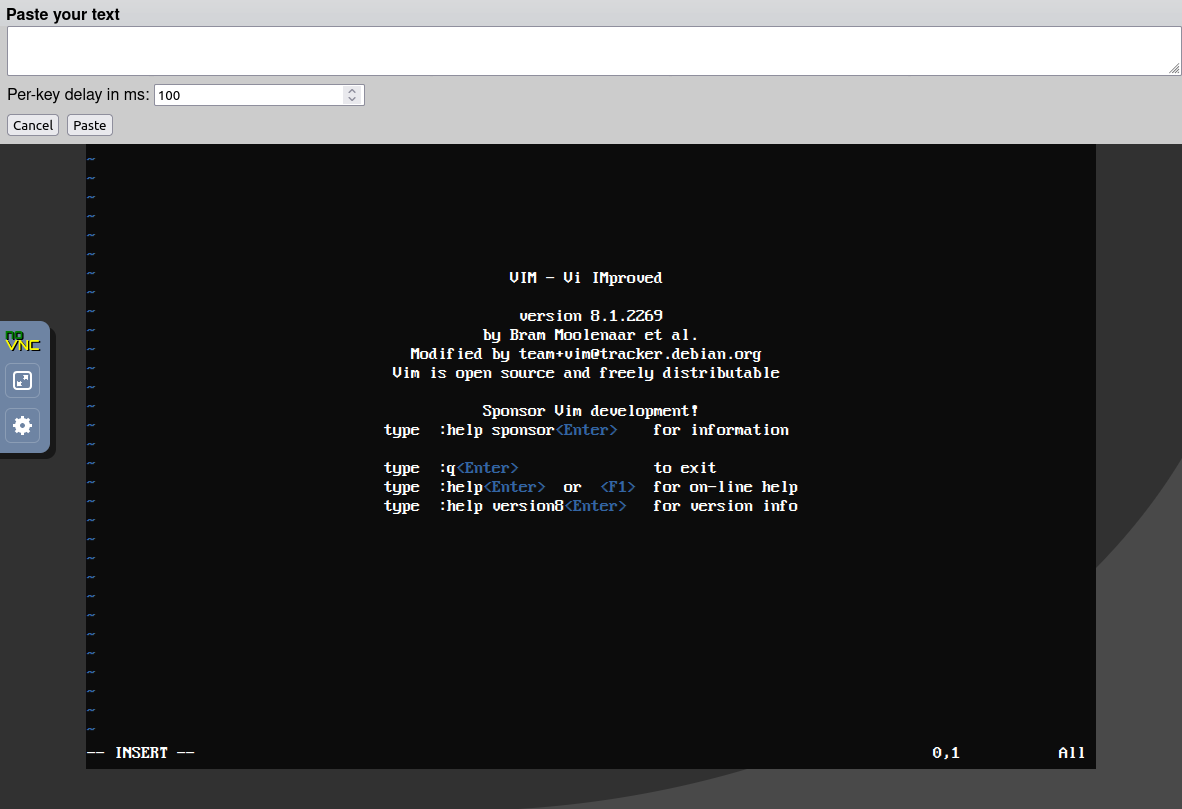 Paste your text
Per-key delay in ms: 100
Cancel Paste
~
~
~
~
~
~
~ VIM - Vi IMproved
~
~ version 8.1.2269
~ by Bram Moolenaar et al.
~ Modified by team+vim@tracker.debian.org
~ Vim is open source and freely distributable
~
~ Sponsor Vim development!
~ type :help sponsor<Enter> for information
~
~ type :q<Enter> to exit
~ type :help<Enter> or <F1> for on-line help
~ type :help version8<Enter> for version info
~
~
~
~
~
~
~
~
~
~
~
~
-- INSERT -- 0,1 All
no
VNC